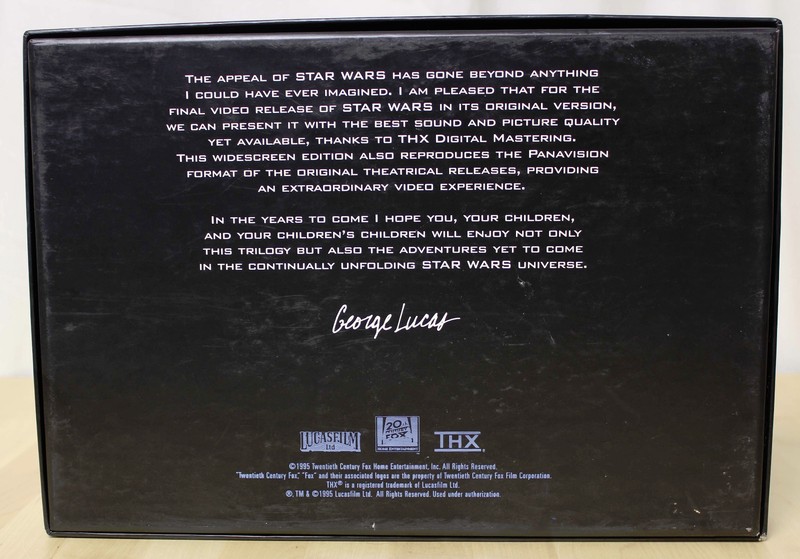 THE APPEAL OF STAR WARS HAS GONE BEYOND ANYTHING
I COULD HAVE EVER IMAGINED. I AM PLEASED THAT FOR THE
FINAL VIDEO RELEASE OF STAR WARS IN ITS ORIGINAL VERSION,
WE CAN PRESENT IT WITH THE BEST SOUND AND PICTURE QUALITY
YET AVAILABLE, THANKS TO THX DIGITAL MASTERING.
THIS WIDESCREEN EDITION ALSO REPRODUCES THE PANAVISION
FORMAT OF THE ORIGINAL THEATRICAL RELEASES, PROVIDING
AN EXTRAORDINARY VIDEO EXPERIENCE.
IN THE YEARS TO COME I HOPE YOU, YOUR CHILDREN,
AND YOUR CHILDREN'S CHILDREN WILL ENJOY NOT ONLY
THIS TRILOGY BUT ALSO THE ADVENTURES YET TO COME
IN THE CONTINUALLY UNFOLDING STAR WARS UNIVERSE.
George Lucas
LUCASFILM Ltd 20th CENTURY FOX HOME ENTERTAINMENT THX
©1995 Twentieth Century Fox Home Entertainment, Inc. All Rights Reserved.
"Twentieth Century Fox," "Fox" and their associated logos are the property of Twentieth Century Fox Film Corporation.
THX® is a registered trademark of Lucasfilm Ltd.
®, TM & ©1995 Lucasfilm Ltd. All Rights Reserved. Used under authorization.